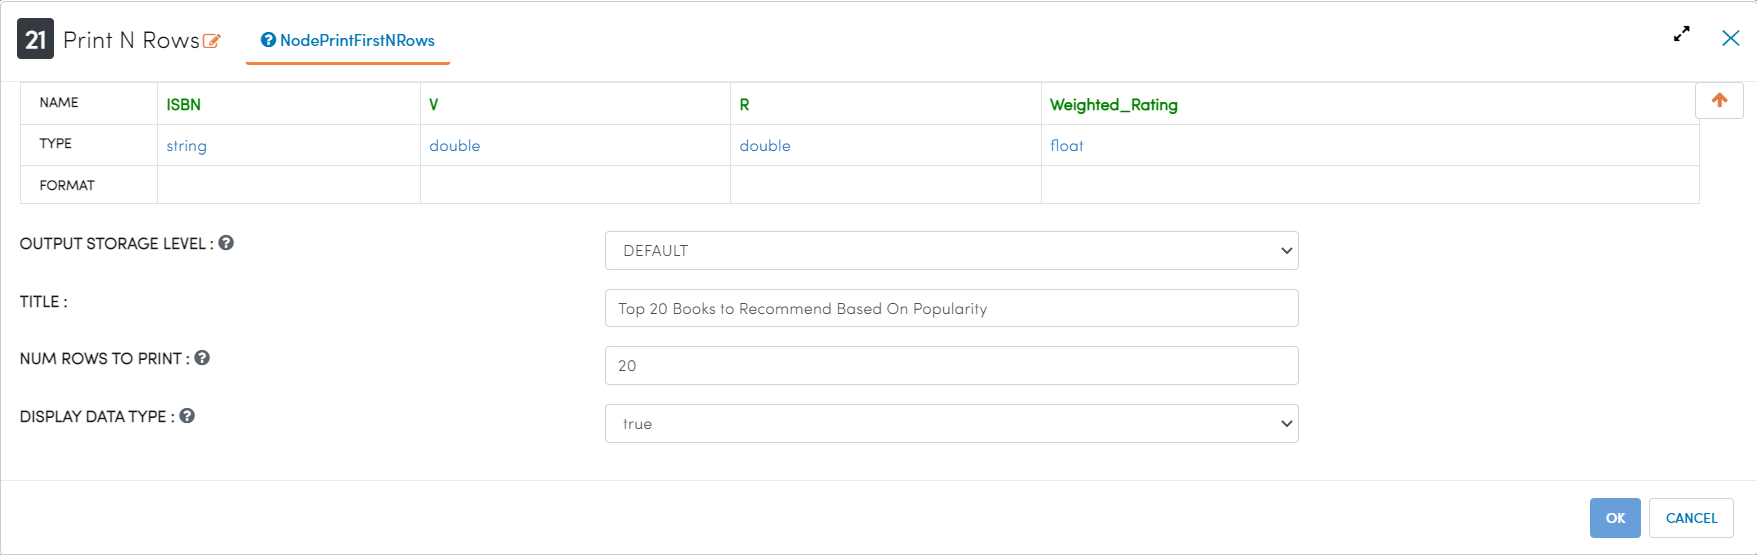 21 Print N Rows NodePrintFirstNRows
NAME ISBN V R Weighted_Rating
TYPE string double double float
FORMAT
OUTPUT STORAGE LEVEL : DEFAULT
TITLE : Top 20 Books to Recommend Based On Popularity
NUM ROWS TO PRINT : 20
DISPLAY DATA TYPE : true
OK CANCEL